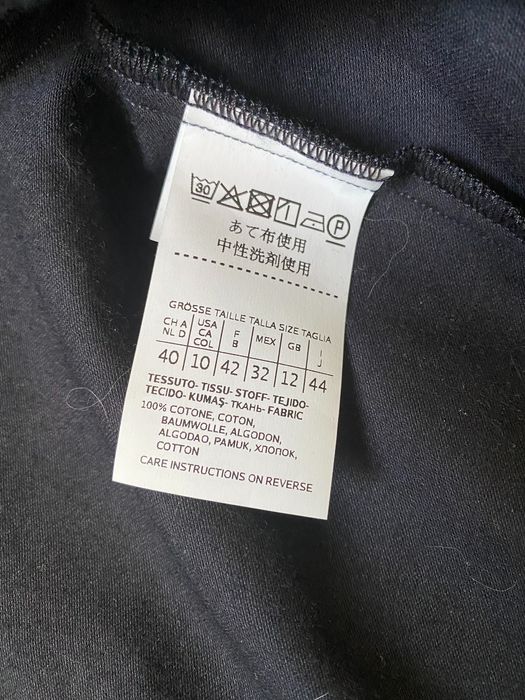 30 P
あて布使用
中性洗剤使用
GRÖSSE TAILLE TALLA SIZE TAGLIA
CH A NL D USA CA COL F B MEX GB I J
40 10 42 32 12 44
TESSUTO- TISSU- STOFF- TEJIDO-
TECIDO- KUMAŞ- ТКАНЬ- FABRIC
100% COTONE, COTON,
BAUMWOLLE, ALGODON,
ALGODAO, PAMUK, ХЛОПОК,
COTTON
CARE INSTRUCTIONS ON REVERSE